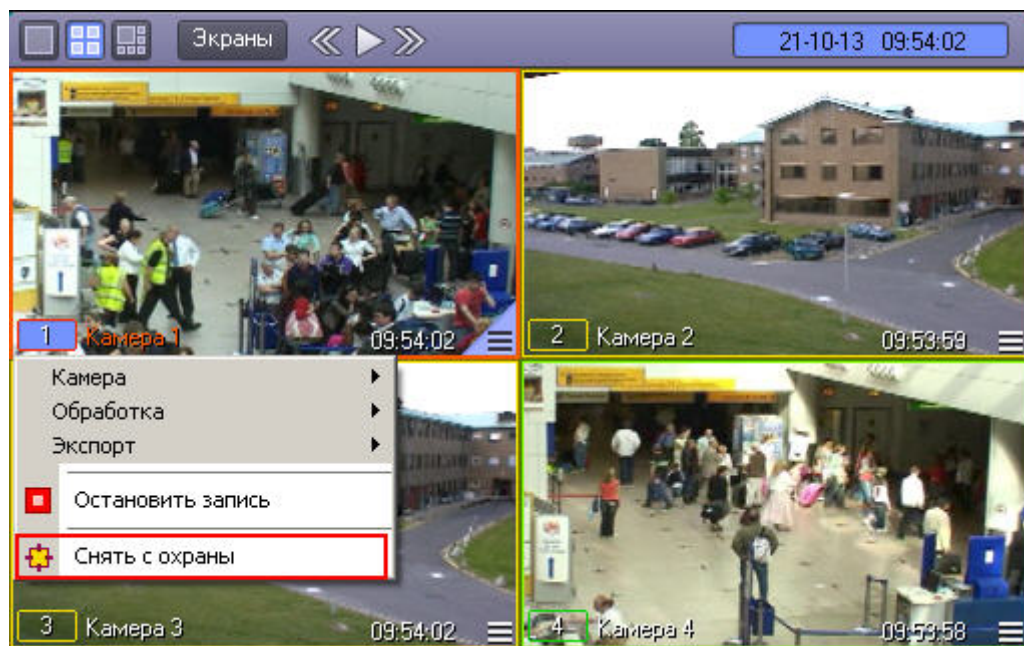 Экраны
21-10-13 09:54:02
1 Камера 1 09:54:02
2 Камера 2 09:53:59
Камера
Обработка
Экспорт
Остановить запись
Снять с охраны
3 Камера 3 09:54:02
4 Камера 4 09:53:58